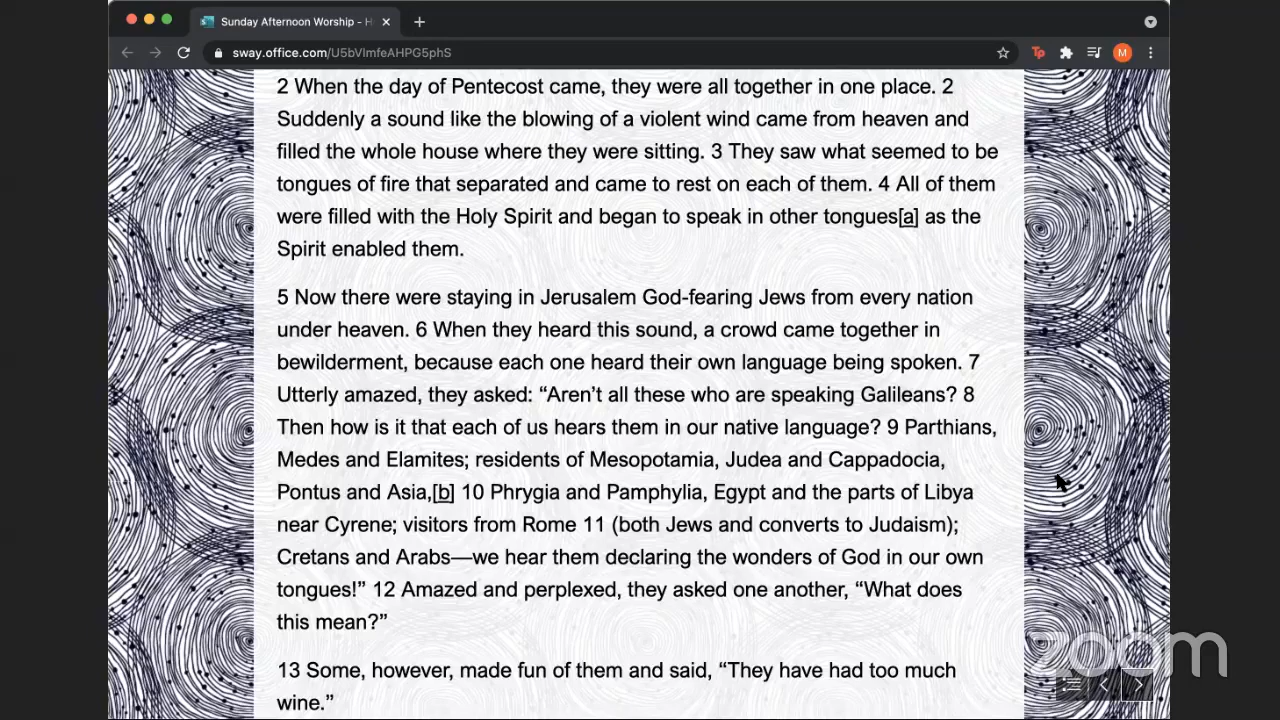 Sunday Afternoon Worship - H
sway.office.com/U5bVlmfeAHPG5phS
Tp
M
2 When the day of Pentecost came, they were all together in one place. 2
Suddenly a sound like the blowing of a violent wind came from heaven and
filled the whole house where they were sitting. 3 They saw what seemed to be
tongues of fire that separated and came to rest on each of them. 4 All of them
were filled with the Holy Spirit and began to speak in other tongues[a] as the
Spirit enabled them.
5 Now there were staying in Jerusalem God-fearing Jews from every nation
under heaven. 6 When they heard this sound, a crowd came together in
bewilderment, because each one heard their own language being spoken. 7
Utterly amazed, they asked: “Aren’t all these who are speaking Galileans? 8
Then how is it that each of us hears them in our native language? 9 Parthians,
Medes and Elamites; residents of Mesopotamia, Judea and Cappadocia,
Pontus and Asia,[b] 10 Phrygia and Pamphylia, Egypt and the parts of Libya
near Cyrene; visitors from Rome 11 (both Jews and converts to Judaism);
Cretans and Arabs—we hear them declaring the wonders of God in our own
tongues!” 12 Amazed and perplexed, they asked one another, “What does
this mean?”
13 Some, however, made fun of them and said, “They have had too much
wine.”
zoom